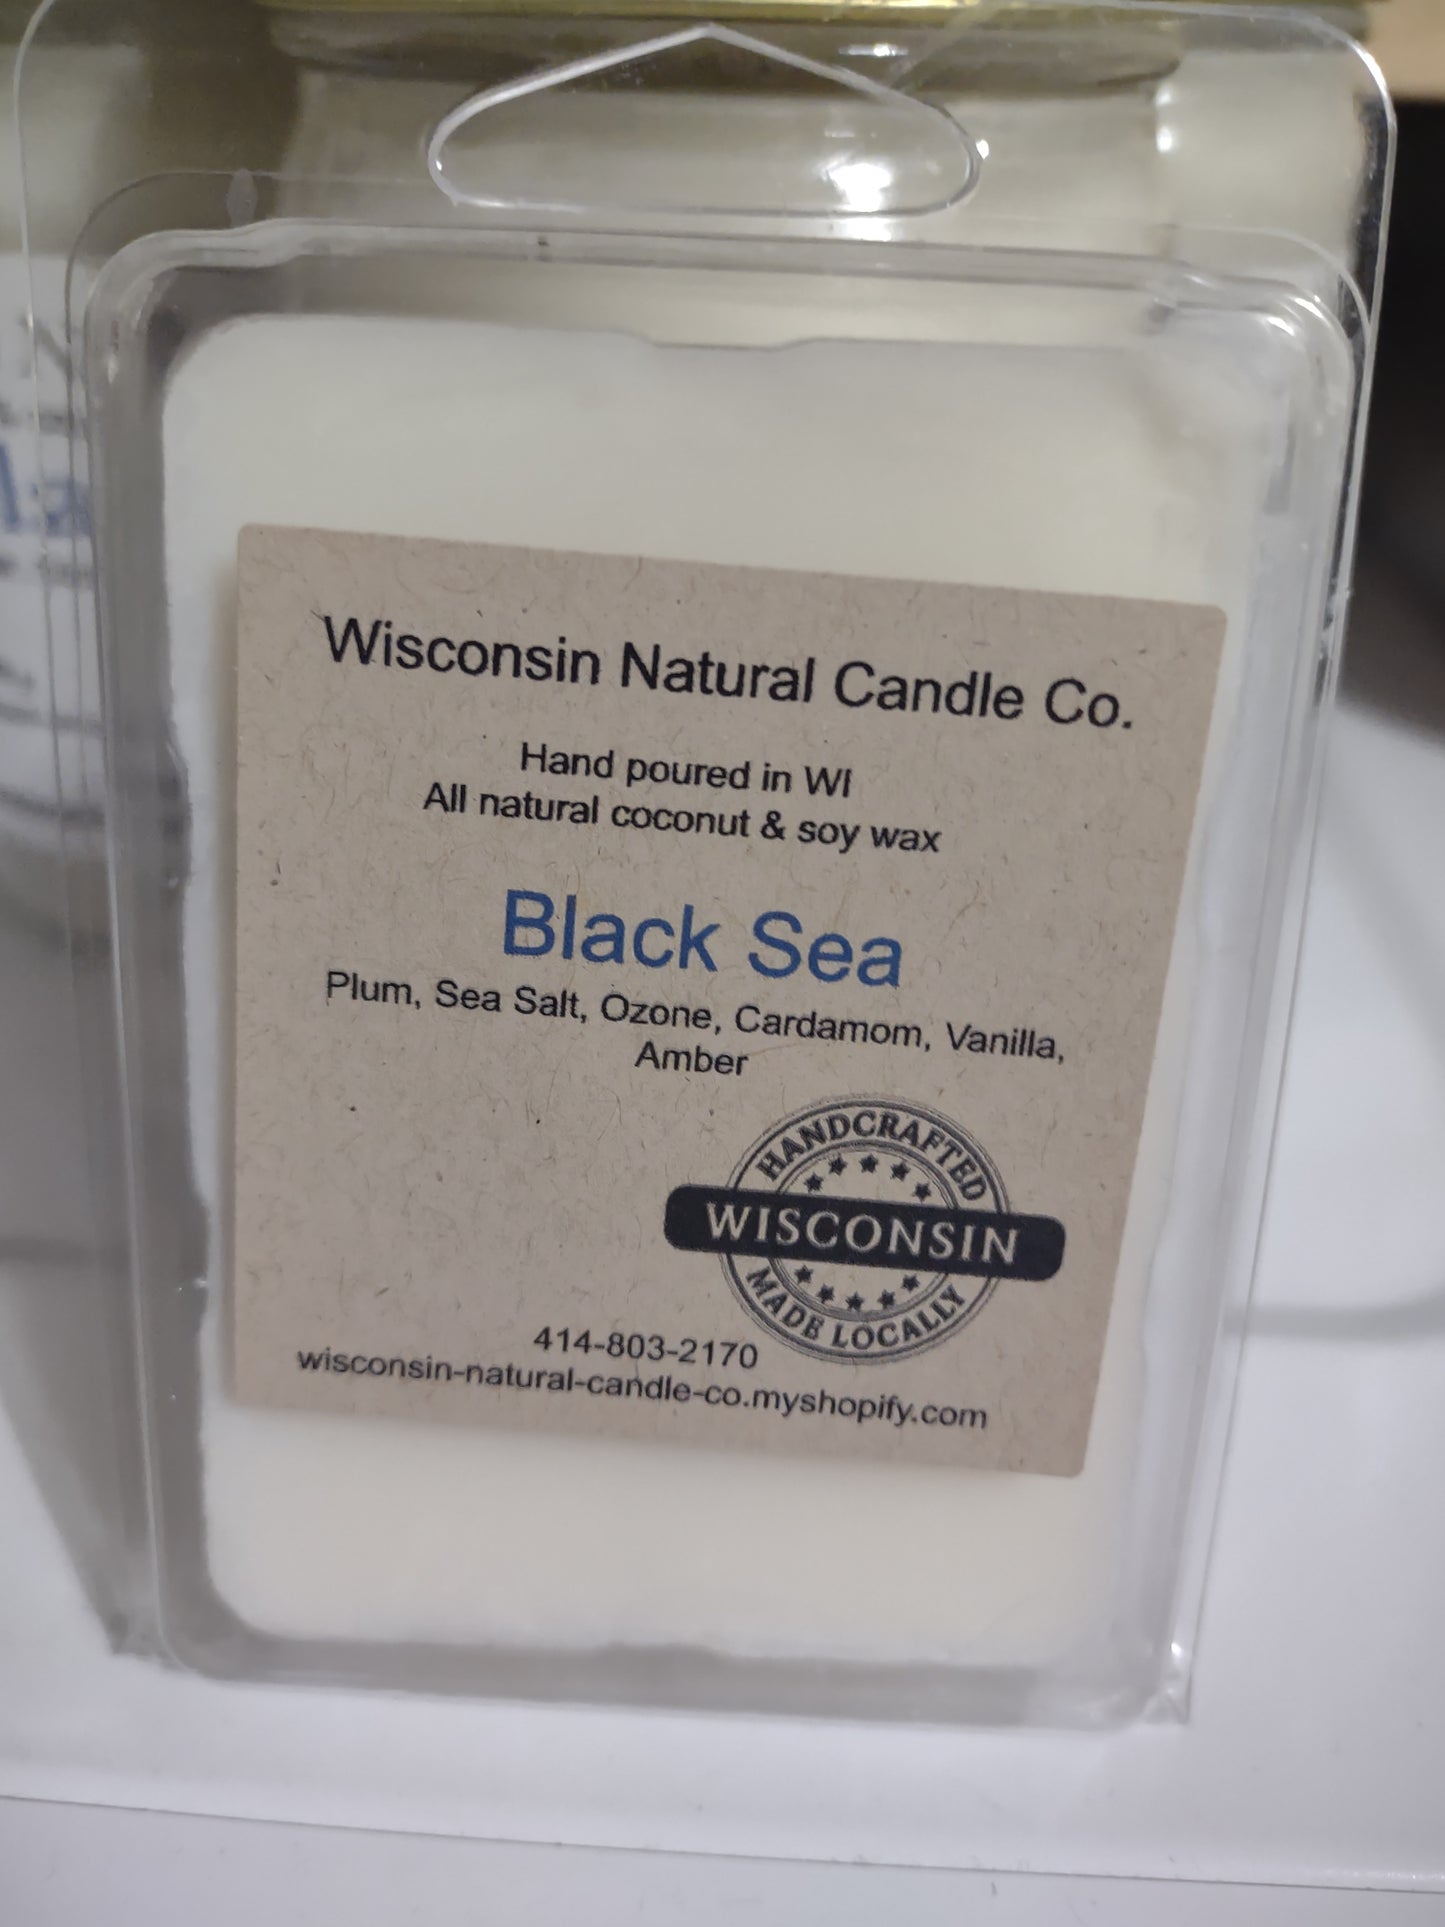 Wisconsin Natural Candle Co.
Hand poured in WI
All natural coconut & soy wax
Black Sea
Plum, Sea Salt, Ozone, Cardamom, Vanilla,
Amber
HANDCRAFTED
WISCONSIN
MADE LOCALLY
414-803-2170
wisconsin-natural-candle-co.myshopify.com